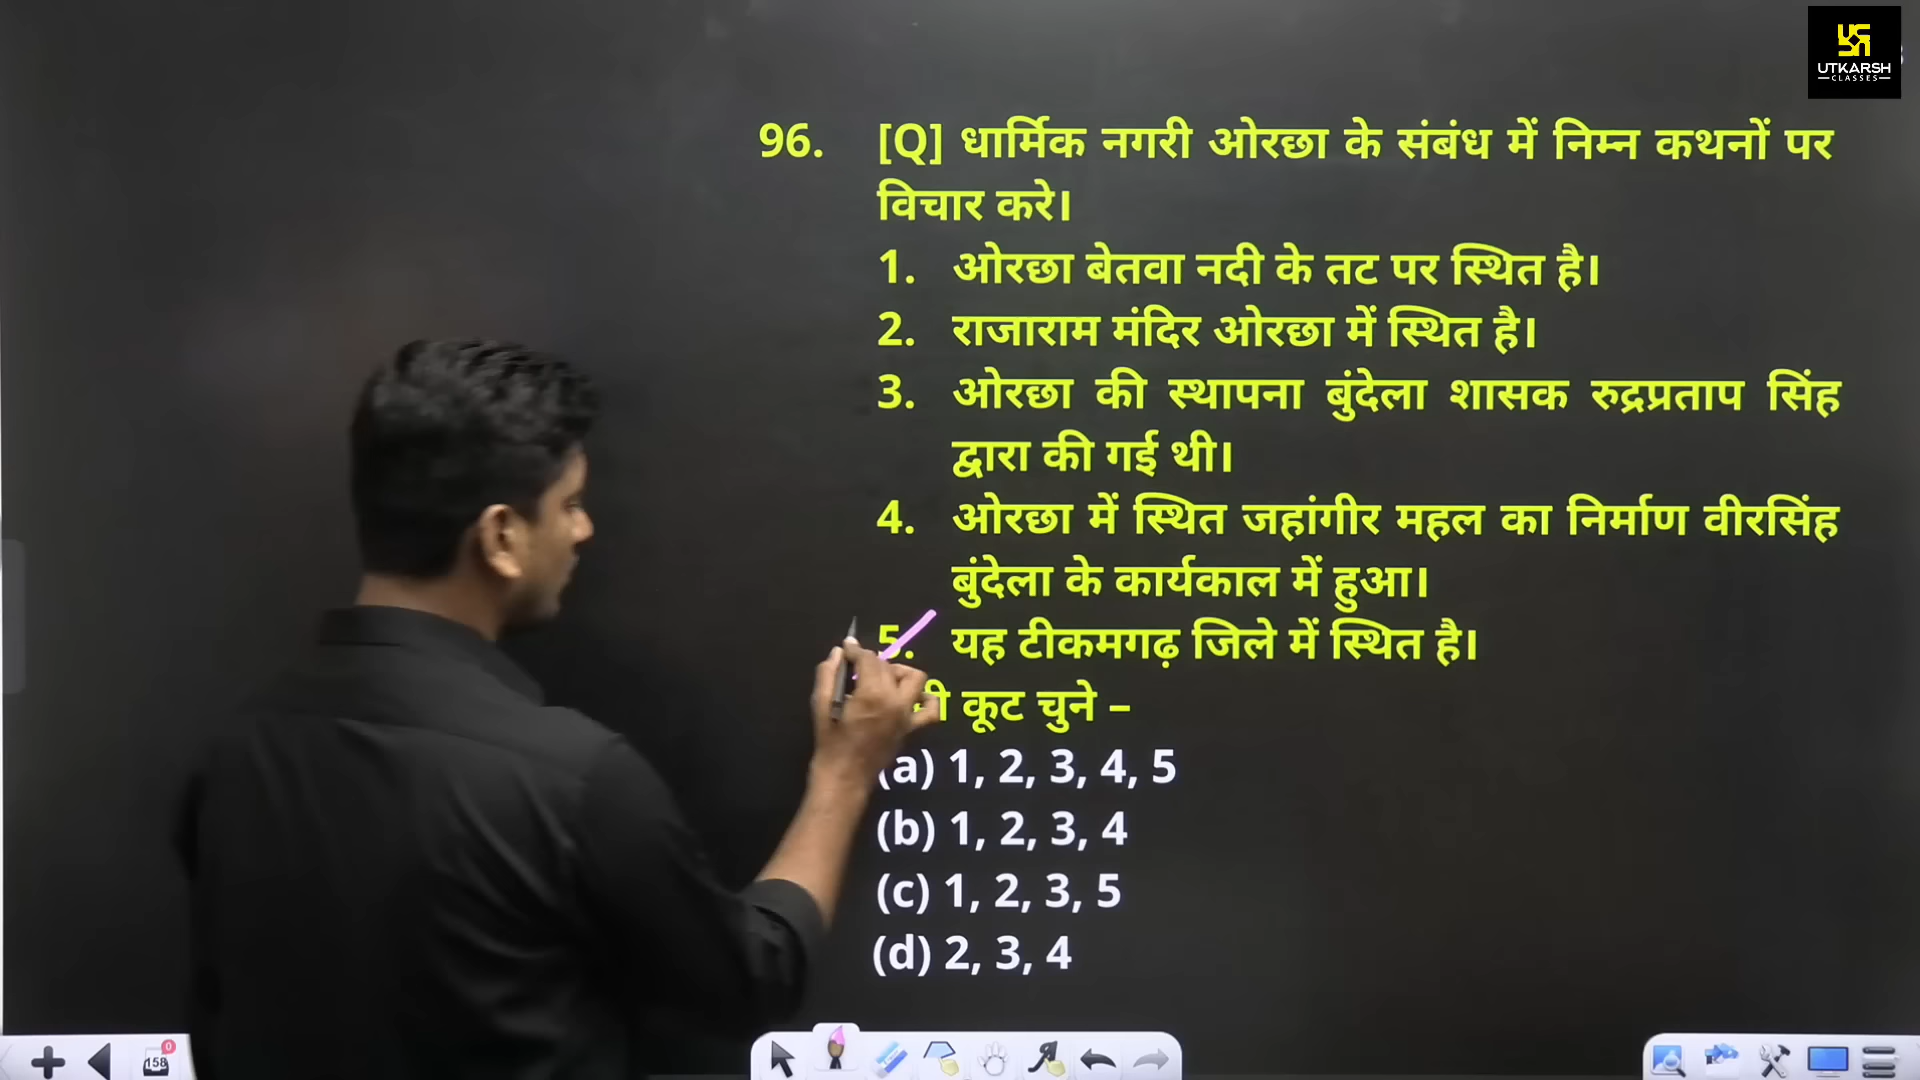 UTKARSH
CLASSES
96. [Q] धार्मिक नगरी ओरछा के संबंध में निम्न कथनों पर
विचार करे।
1. ओरछा बेतवा नदी के तट पर स्थित है।
2. राजाराम मंदिर ओरछा में स्थित है।
3. ओरछा की स्थापना बुंदेला शासक रुद्रप्रताप सिंह
द्वारा की गई थी।
4. ओरछा में स्थित जहांगीर महल का निर्माण वीरसिंह
बुंदेला के कार्यकाल में हुआ।
5. यह टीकमगढ़ जिले में स्थित है।
कूट चुने –
(a) 1, 2, 3, 4, 5
(b) 1, 2, 3, 4
(c) 1, 2, 3, 5
(d) 2, 3, 4
158
0